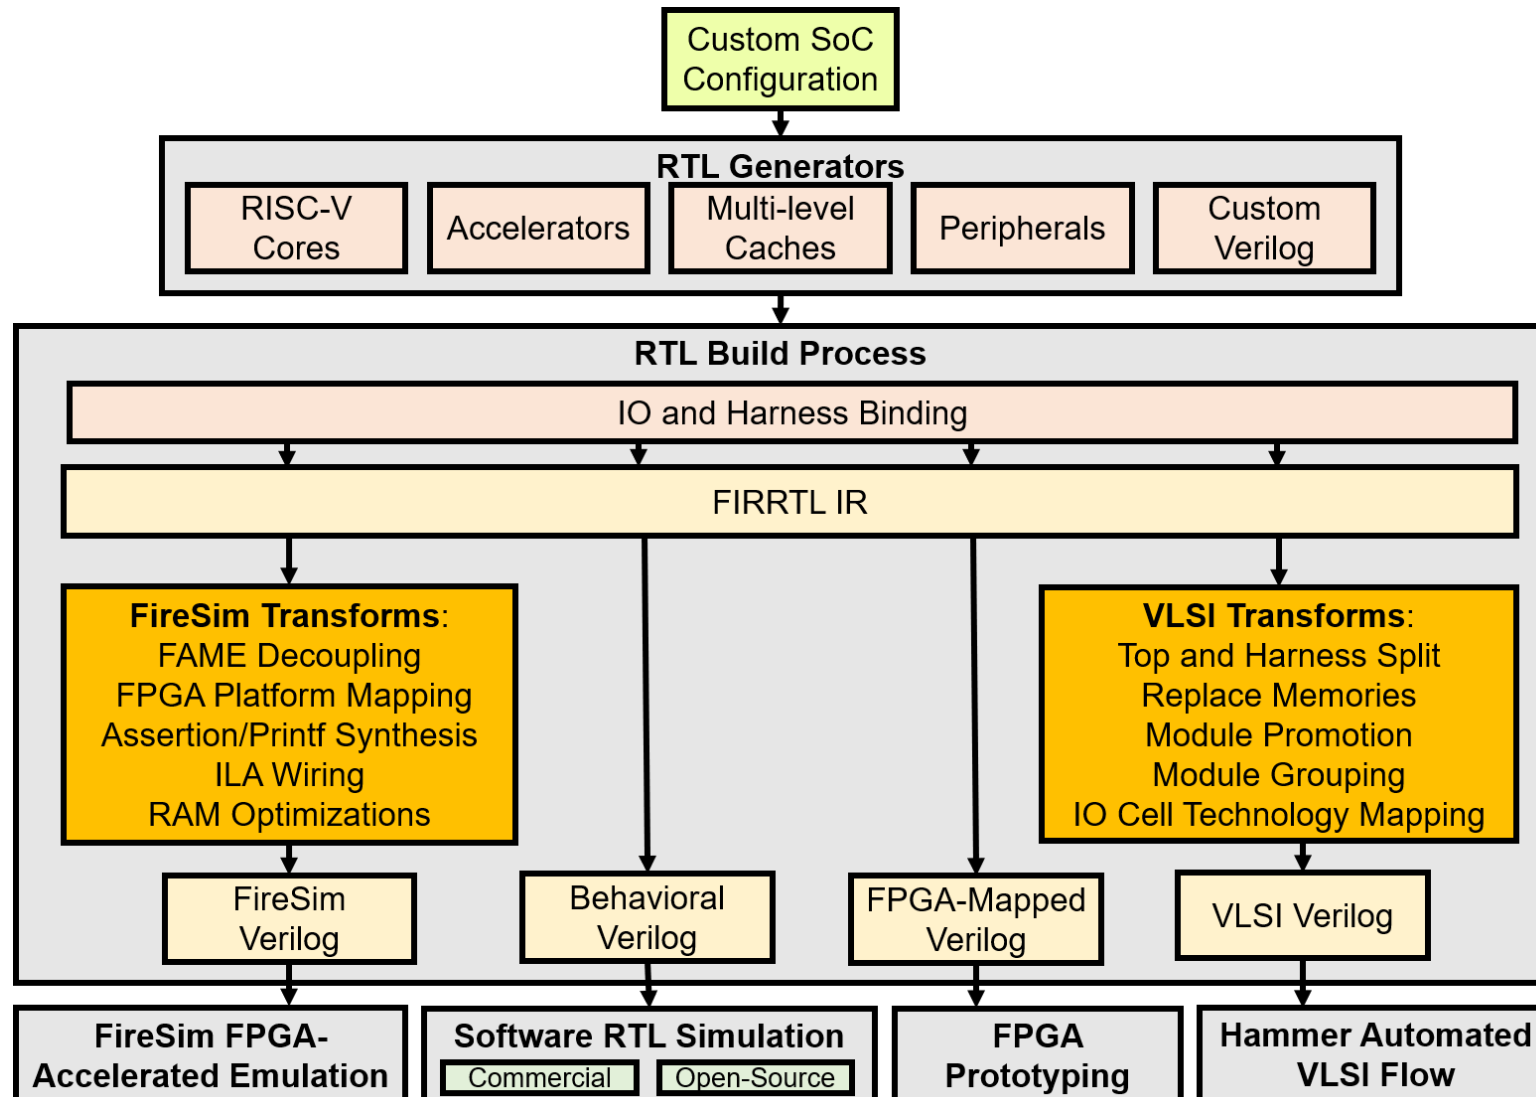 Custom SoC
Configuration
RTL Generators
RISC-V
Cores
Accelerators
Multi-level
Caches
Peripherals
Custom
Verilog
RTL Build Process
IO and Harness Binding
FIRRTL IR
FireSim Transforms:
FAME Decoupling
FPGA Platform Mapping
Assertion/Printf Synthesis
ILA Wiring
RAM Optimizations
VLSI Transforms:
Top and Harness Split
Replace Memories
Module Promotion
Module Grouping
IO Cell Technology Mapping
FireSim
Verilog
Behavioral
Verilog
FPGA-Mapped
Verilog
VLSI Verilog
FireSim FPGA-
Accelerated Emulation
Software RTL Simulation
Commercial
Open-Source
FPGA
Prototyping
Hammer Automated
VLSI Flow